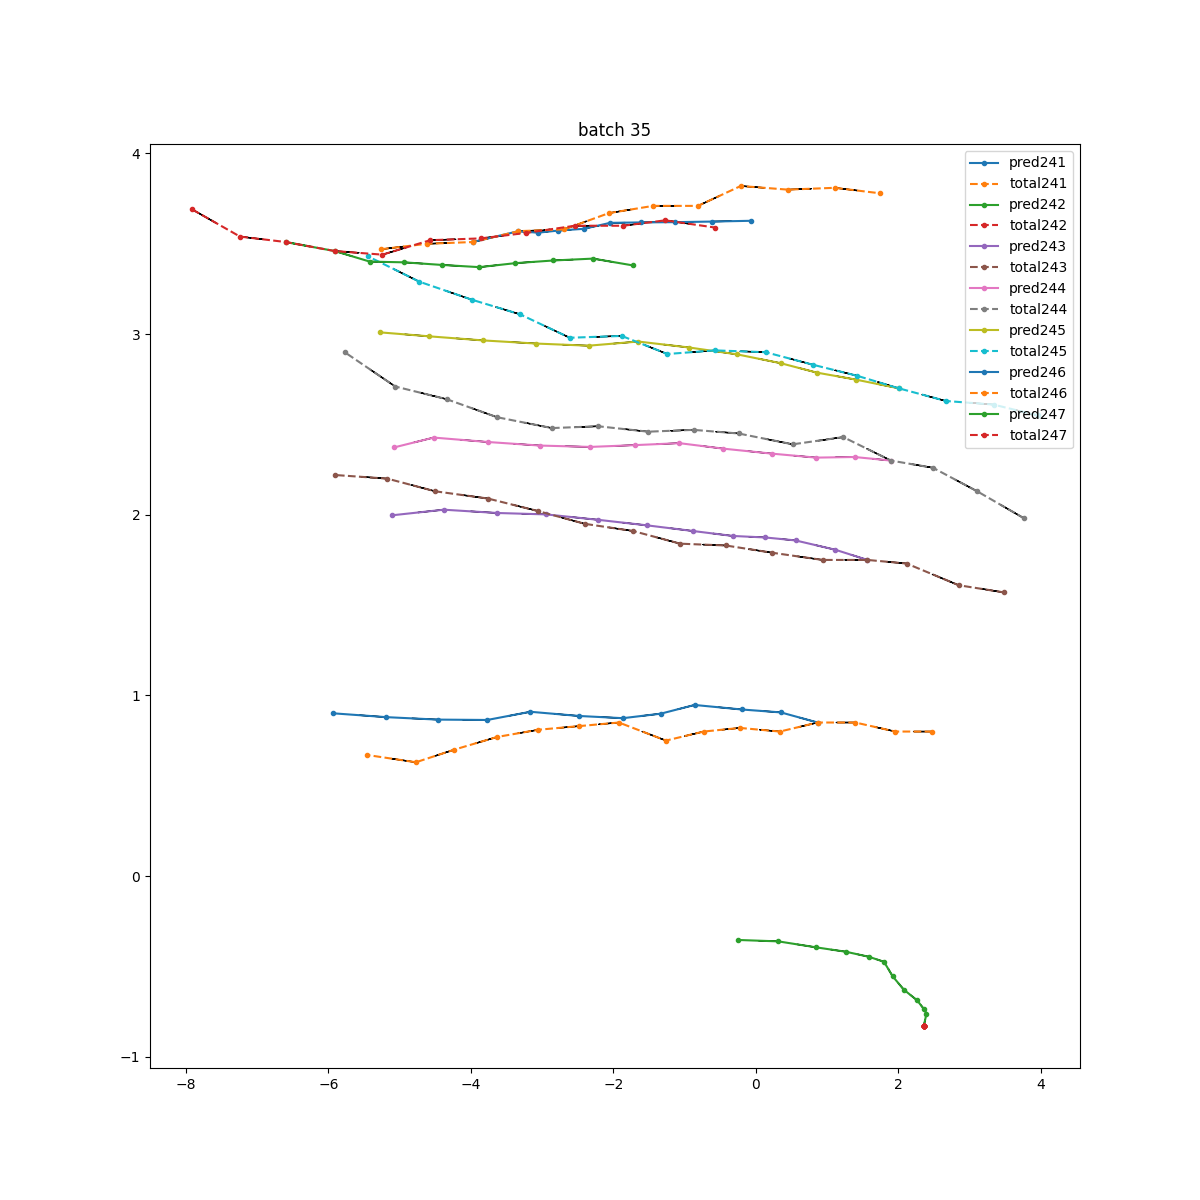 batch 35
4
3
2
1
0
−1
−8
−6
−4
−2
0
2
4
pred241
total241
pred242
total242
pred243
total243
pred244
total244
pred245
total245
pred246
total246
pred247
total247